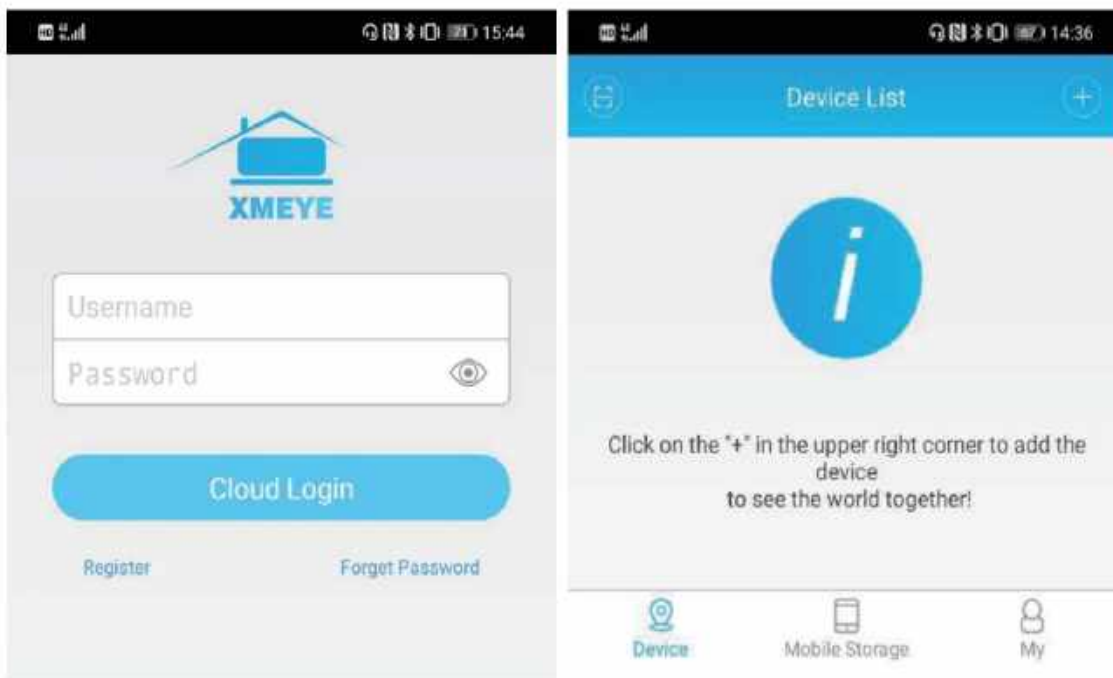 15:44
XMEYE
Username
Password
Cloud Login
Register
Forget Password
14:36
Device List
i
Click on the "+" in the upper right corner to add the
device
to see the world together!
Device
Mobile Storage
My